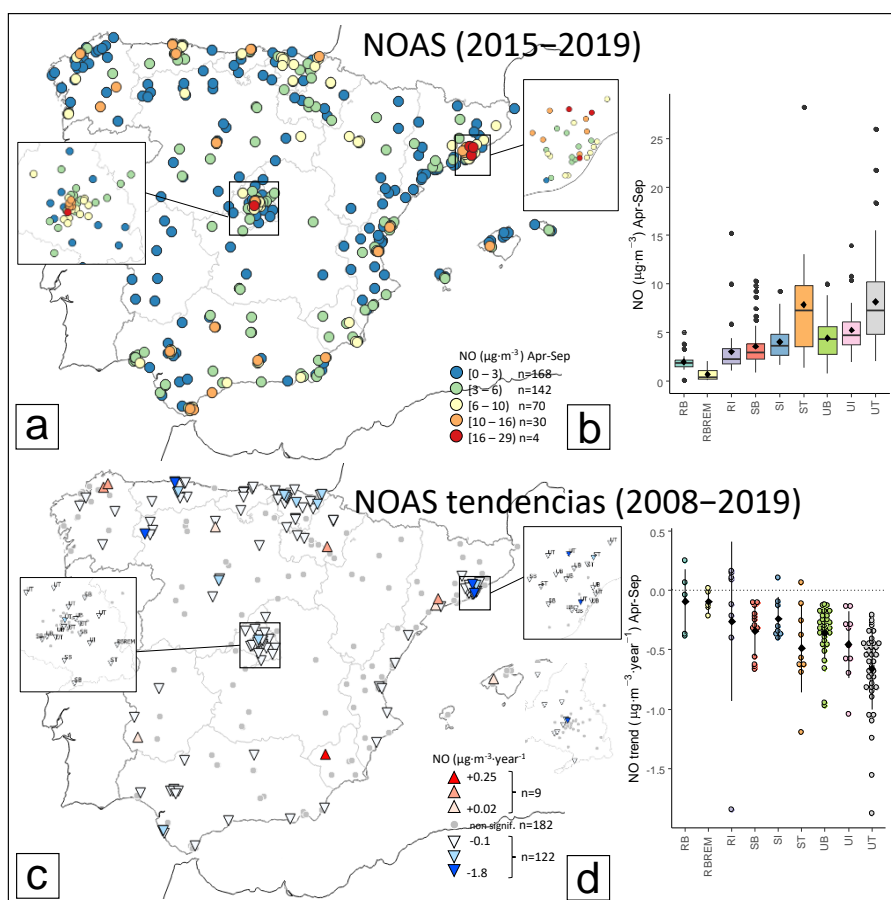 NOAS (2015−2019)
NO (µg·m⁻³) Apr-Sep
25
20
15
10
5
0
RB
RBREM
RI
SB
SI
ST
UB
UI
UT
NO (µg·m⁻³) Apr-Sep
[0 – 3) n=168
[3 – 6) n=142
[6 – 10) n=70
[10 – 16) n=30
[16 – 29) n=4
a
b
NOAS tendencias (2008−2019)
NO trend (µg·m⁻³·year⁻¹) Apr-Sep
0.5
0.0
-0.5
-1.0
-1.5
RB
RBREM
RI
SB
SI
ST
UB
UI
UT
NO (µg·m⁻³·year⁻¹
+0.25
n=9
+0.02
non signif. n=182
-0.1
n=122
-1.8
c
d